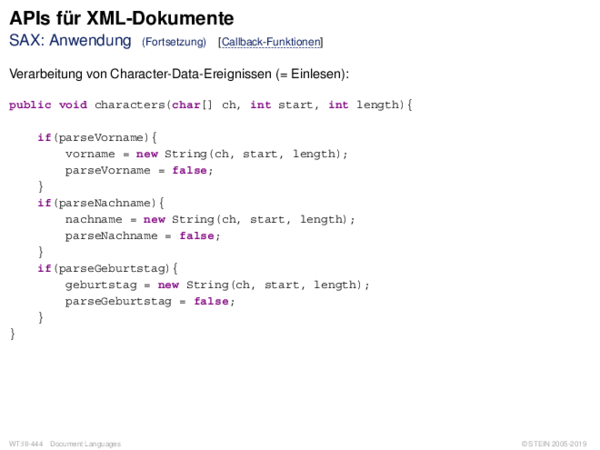 APIs für XML-Dokumente
SAX: Anwendung (Fortsetzung) [Callback-Funktionen]
Verarbeitung von Character-Data-Ereignissen (= Einlesen):
public void characters(char[] ch, int start, int length){
if(parseVorname){
vorname = new String(ch, start, length);
parseVorname = false;
}
if(parseNachname){
nachname = new String(ch, start, length);
parseNachname = false;
}
if(parseGeburtstag){
geburtstag = new String(ch, start, length);
parseGeburtstag = false;
}
}
WT:III-444 Document Languages © STEIN 2005-2019